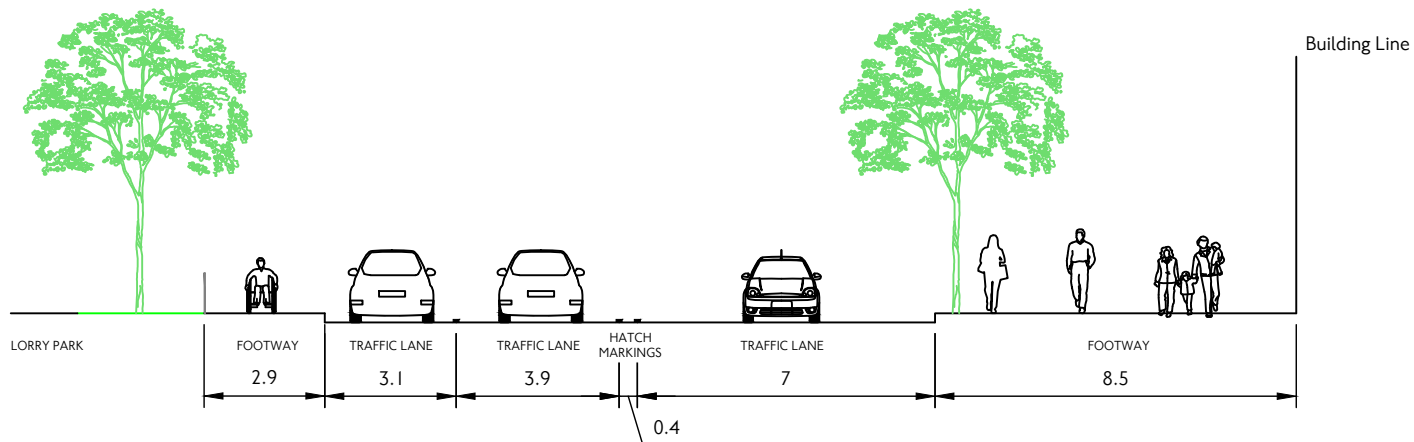 Building Line
LORRY PARK
FOOTWAY
TRAFFIC LANE
TRAFFIC LANE
HATCH
MARKINGS
TRAFFIC LANE
FOOTWAY
2.9
3.1
3.9
7
8.5
0.4